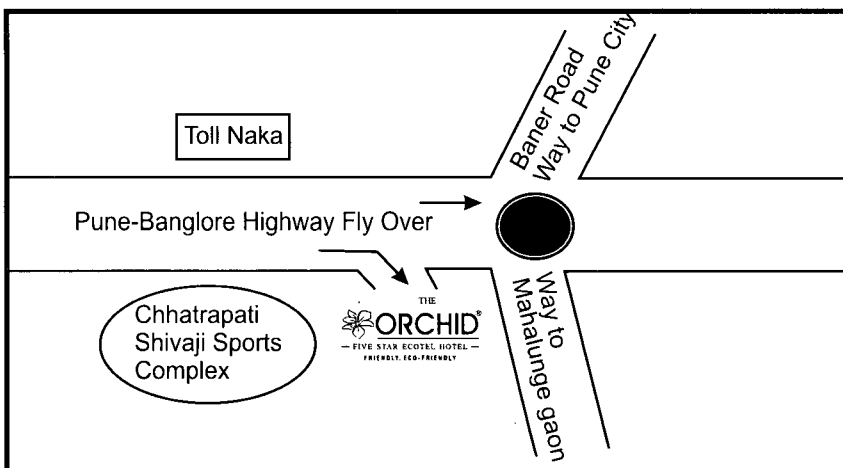 Baner Road
Way to Pune City
Toll Naka
Pune-Banglore Highway Fly Over
Chhatrapati
Shivaji Sports
Complex
THE
ORCHID®
— FIVE STAR ECOTEL HOTEL —
FRIENDLY. ECO-FRIENDLY
Way to
Mahalunge gaon